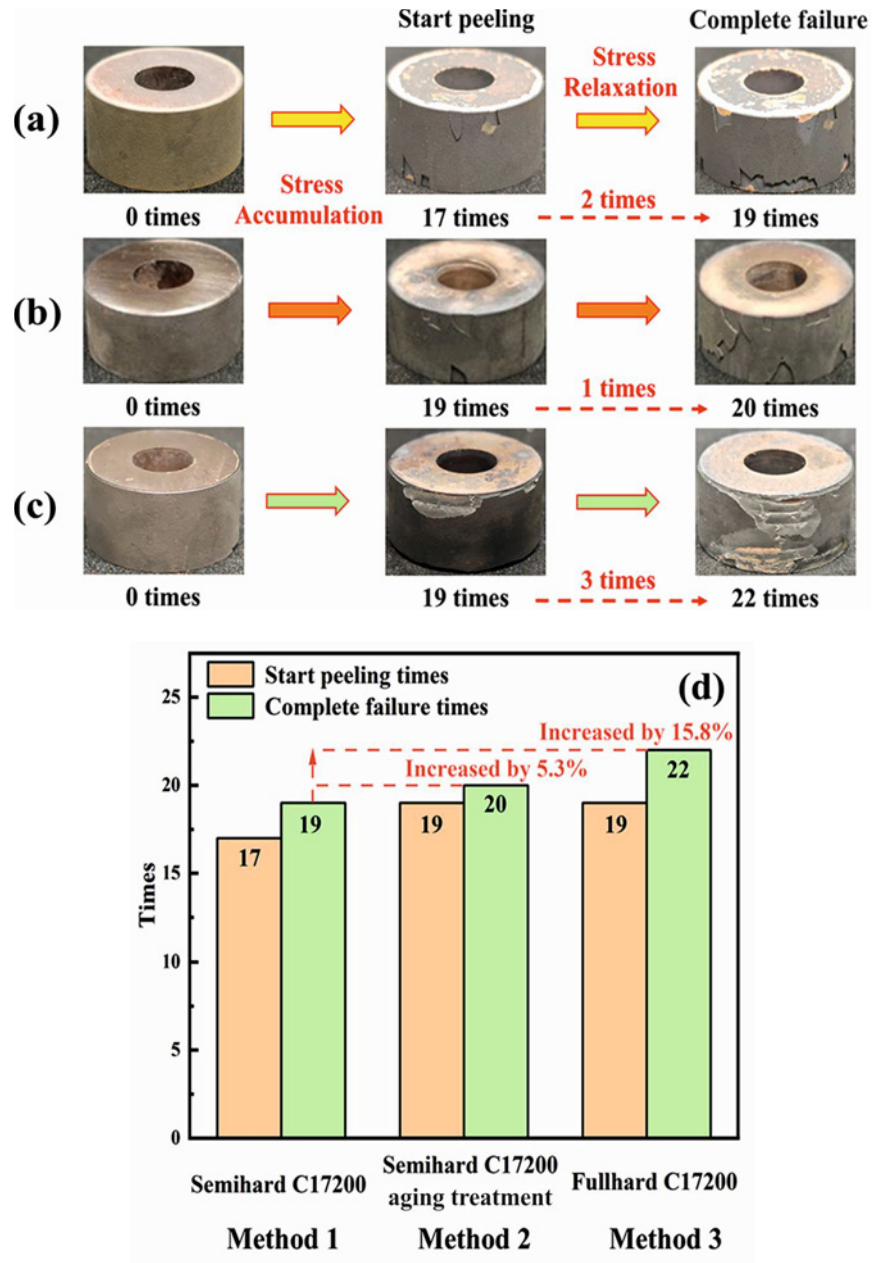 Start peeling
Complete failure
Stress
Relaxation
(a)
Stress
Accumulation
2 times
0 times
17 times
19 times
(b)
1 times
0 times
19 times
20 times
(c)
3 times
0 times
19 times
22 times
(d)
Start peeling times
Complete failure times
Increased by 15.8%
Increased by 5.3%
25
20
15
10
5
0
Times
17
19
19
20
19
22
Semihard C17200
Semihard C17200
aging treatment
Fullhard C17200
Method 1
Method 2
Method 3